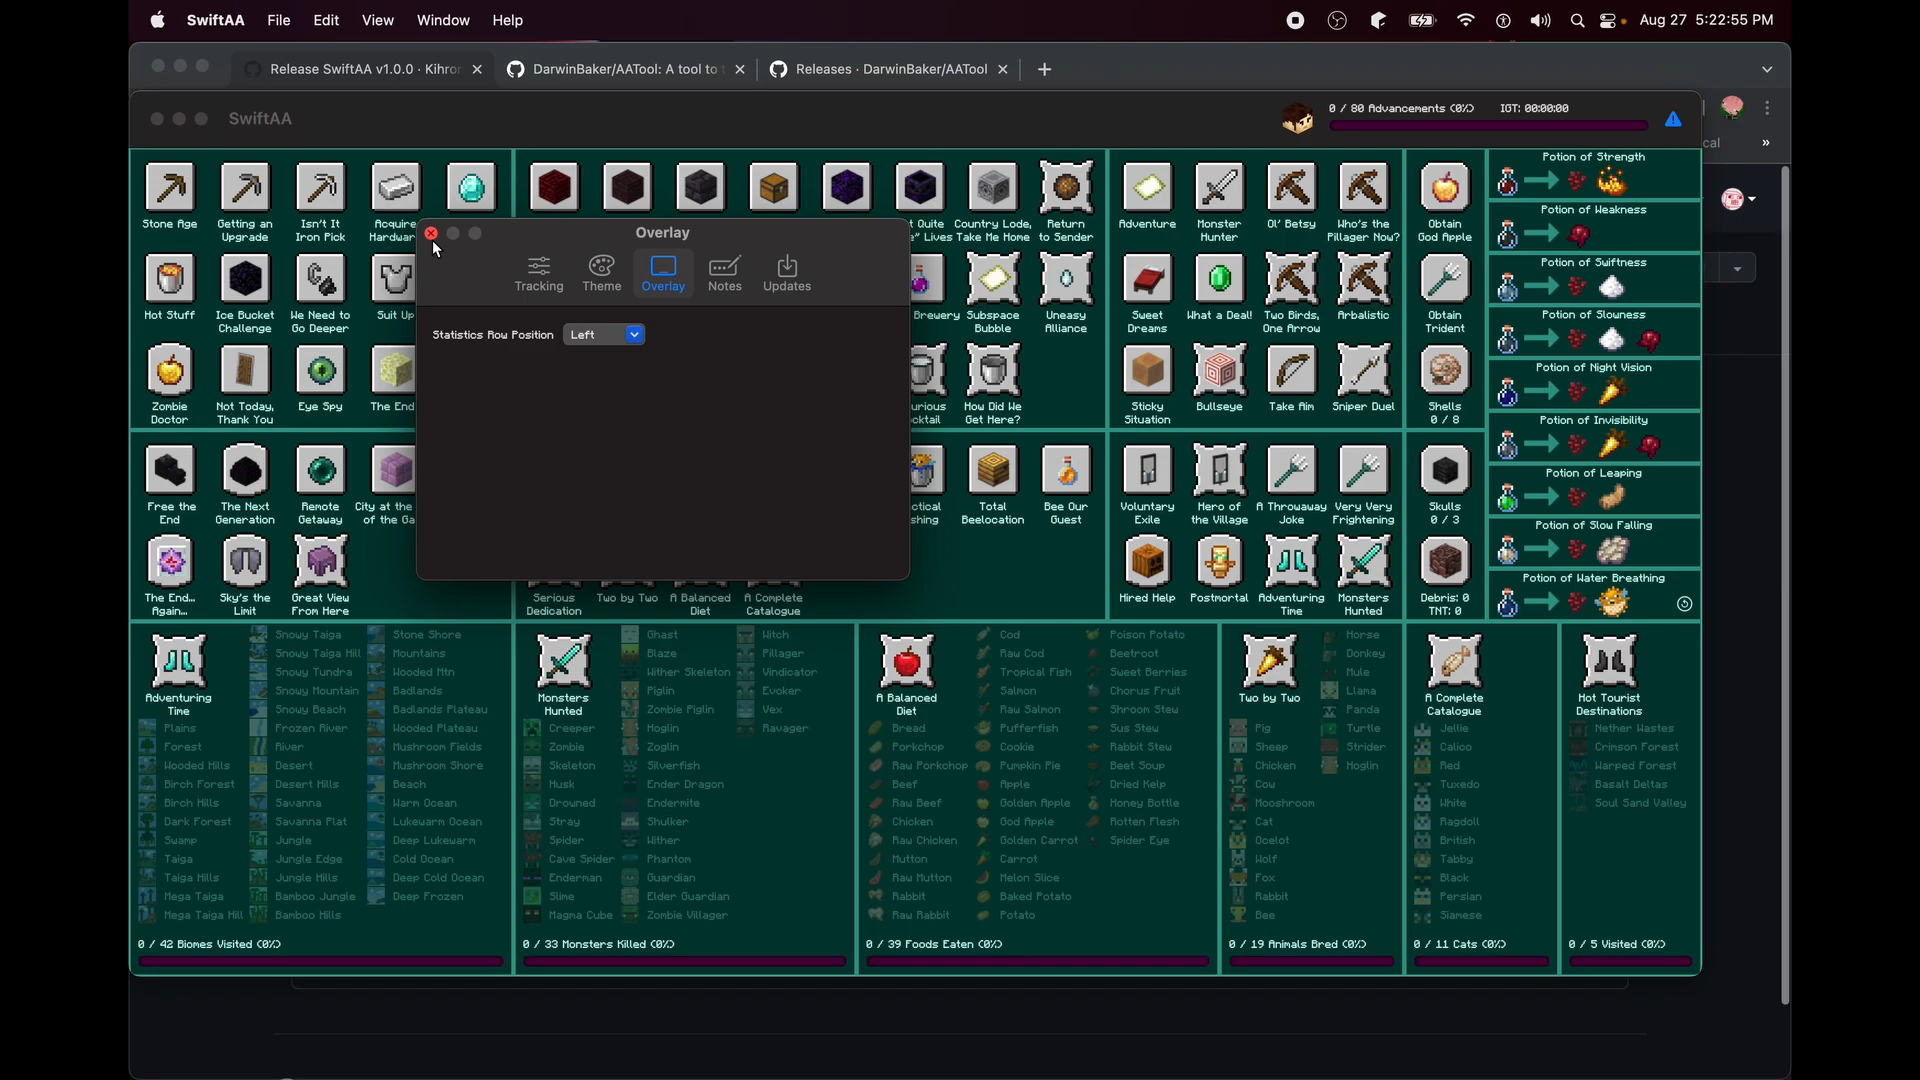 SwiftAA File Edit View Window Help
Aug 27 5:22:55 PM
Release SwiftAA v1.0.0 · Kihror
DarwinBaker/AATool: A tool to t
Releases · DarwinBaker/AATool
SwiftAA
0 / 80 Advancements (0%) IGT: 00:00:00
cal »
Stone Age
Getting an
Upgrade
Isn't It
Iron Pick
Acquire
Hardwar
t Quite
e" Lives
Country Lode,
Take Me Home
Return
to Sender
Adventure
Monster
Hunter
Ol' Betsy
Who's the
Pillager Now?
Obtain
God Apple
Hot Stuff
Ice Bucket
Challenge
We Need to
Go Deeper
Suit Up
Brewery
Subspace
Bubble
Uneasy
Alliance
Sweet
Dreams
What a Deal!
Two Birds,
One Arrow
Arbalistic
Obtain
Trident
Zombie
Doctor
Not Today,
Thank You
Eye Spy
The End
urious
cktail
How Did We
Get Here?
Sticky
Situation
Bullseye
Take Aim
Sniper Duel
Shells
0 / 8
Free the
End
The Next
Generation
Remote
Getaway
City at the
of the Ga
ctical
shing
Total
Beelocation
Bee Our
Guest
Voluntary
Exile
Hero of
the Village
A Throwaway
Joke
Very Very
Frightening
Skulls
0 / 3
The End...
Again...
Sky's the
Limit
Great View
From Here
Serious
Dedication
Two by Two
A Balanced
Diet
A Complete
Catalogue
Hired Help
Postmortal
Adventuring
Time
Monsters
Hunted
Debris: 0
TNT: 0
Potion of Strength
Potion of Weakness
Potion of Swiftness
Potion of Slowness
Potion of Night Vision
Potion of Invisibility
Potion of Leaping
Potion of Slow Falling
Potion of Water Breathing
Overlay
Tracking
Theme
Overlay
Notes
Updates
Statistics Row Position Left
Adventuring
Time
Plains
Forest
Wooded Hills
Birch Forest
Birch Hills
Dark Forest
Swamp
Taiga
Taiga Hills
Mega Taiga
Mega Taiga Hill
Snowy Taiga
Snowy Taiga Hill
Snowy Tundra
Snowy Mountain
Snowy Beach
Frozen River
River
Desert
Desert Hills
Savanna
Savanna Plat
Jungle
Jungle Edge
Jungle Hills
Bamboo Jungle
Bamboo Hills
Stone Shore
Mountains
Wooded Mtn
Badlands
Badlands Plateau
Wooded Plateau
Mushroom Fields
Mushroom Shore
Beach
Warm Ocean
Lukewarm Ocean
Deep Lukewarm
Cold Ocean
Deep Cold Ocean
Deep Frozen
0 / 42 Biomes Visited (0%)
Monsters
Hunted
Creeper
Zombie
Skeleton
Husk
Drowned
Stray
Spider
Cave Spider
Enderman
Slime
Magma Cube
Ghast
Blaze
Wither Skeleton
Piglin
Zombie Piglin
Hoglin
Zoglin
Silverfish
Ender Dragon
Endermite
Shulker
Wither
Phantom
Guardian
Elder Guardian
Zombie Villager
Witch
Pillager
Vindicator
Evoker
Vex
Ravager
0 / 33 Monsters Killed (0%)
A Balanced
Diet
Bread
Porkchop
Raw Porkchop
Beef
Raw Beef
Chicken
Raw Chicken
Mutton
Raw Mutton
Rabbit
Raw Rabbit
Cod
Raw Cod
Tropical Fish
Salmon
Raw Salmon
Pufferfish
Cookie
Pumpkin Pie
Apple
Golden Apple
God Apple
Golden Carrot
Carrot
Melon Slice
Baked Potato
Potato
Poison Potato
Beetroot
Sweet Berries
Chorus Fruit
Shroom Stew
Sus Stew
Rabbit Stew
Beet Soup
Dried Kelp
Honey Bottle
Rotten Flesh
Spider Eye
0 / 39 Foods Eaten (0%)
Two by Two
Pig
Sheep
Chicken
Cow
Mooshroom
Cat
Ocelot
Wolf
Fox
Rabbit
Bee
Horse
Donkey
Mule
Llama
Panda
Turtle
Strider
Hoglin
0 / 19 Animals Bred (0%)
A Complete
Catalogue
Jellie
Calico
Red
Tuxedo
White
Ragdoll
British
Tabby
Black
Persian
Siamese
0 / 11 Cats (0%)
Hot Tourist
Destinations
Nether Wastes
Crimson Forest
Warped Forest
Basalt Deltas
Soul Sand Valley
0 / 5 Visited (0%)